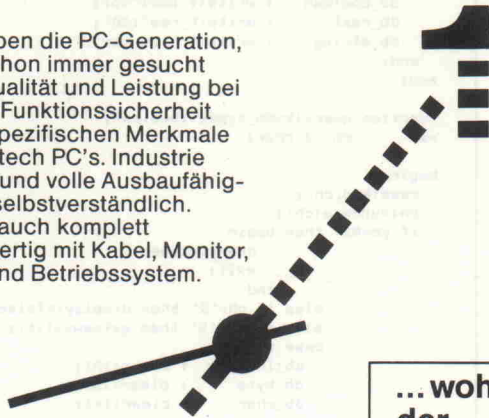 ben die PC-Generation,
hon immer gesucht
ualität und Leistung bei
Funktionssicherheit
pezifischen Merkmale
tech PC's. Industrie
und volle Ausbaufähig-
selbstverständlich.
auch komplett
ertig mit Kabel, Monitor,
nd Betriebssystem.
1
... woh
der